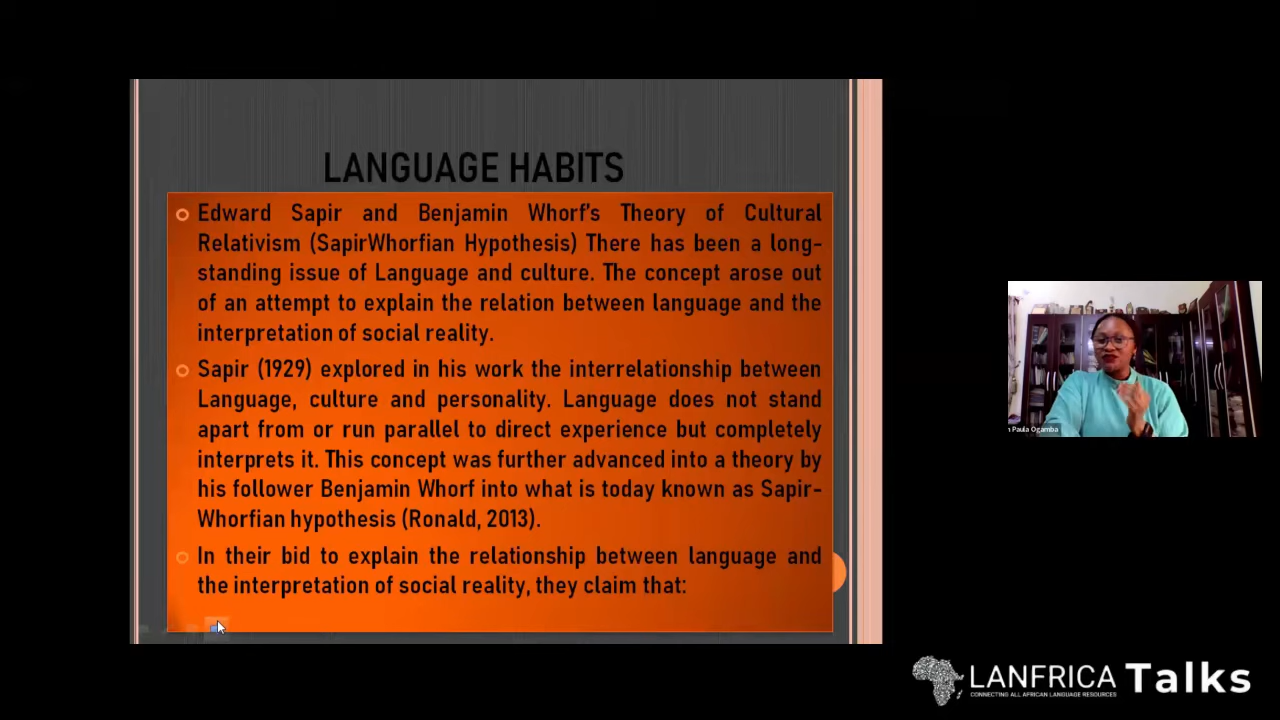 LANGUAGE HABITS
Edward Sapir and Benjamin Whorf's Theory of Cultural
Relativism (SapirWhorfian Hypothesis) There has been a long-
standing issue of Language and culture. The concept arose out
of an attempt to explain the relation between language and the
interpretation of social reality.
Sapir (1929) explored in his work the interrelationship between
Language, culture and personality. Language does not stand
apart from or run parallel to direct experience but completely
interprets it. This concept was further advanced into a theory by
his follower Benjamin Whorf into what is today known as Sapir-
Whorfian hypothesis (Ronald, 2013).
In their bid to explain the relationship between language and
the interpretation of social reality, they claim that:
Paula Ogamba
LANFRICA Talks
CONNECTING ALL AFRICAN LANGUAGE RESOURCES